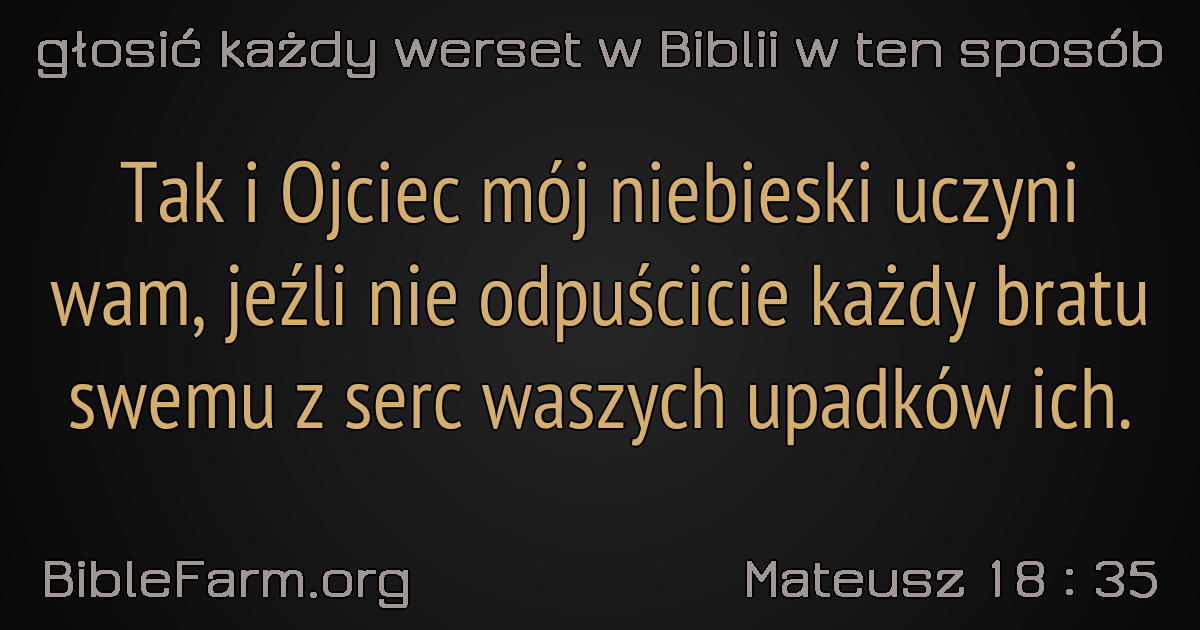 głosić każdy werset w Biblii w ten sposób
Tak i Ojciec mój niebieski uczyni
wam, jeźli nie odpuścicie każdy bratu
swemu z serc waszych upadków ich.
BibleFarm.org
Mateusz 18 : 35